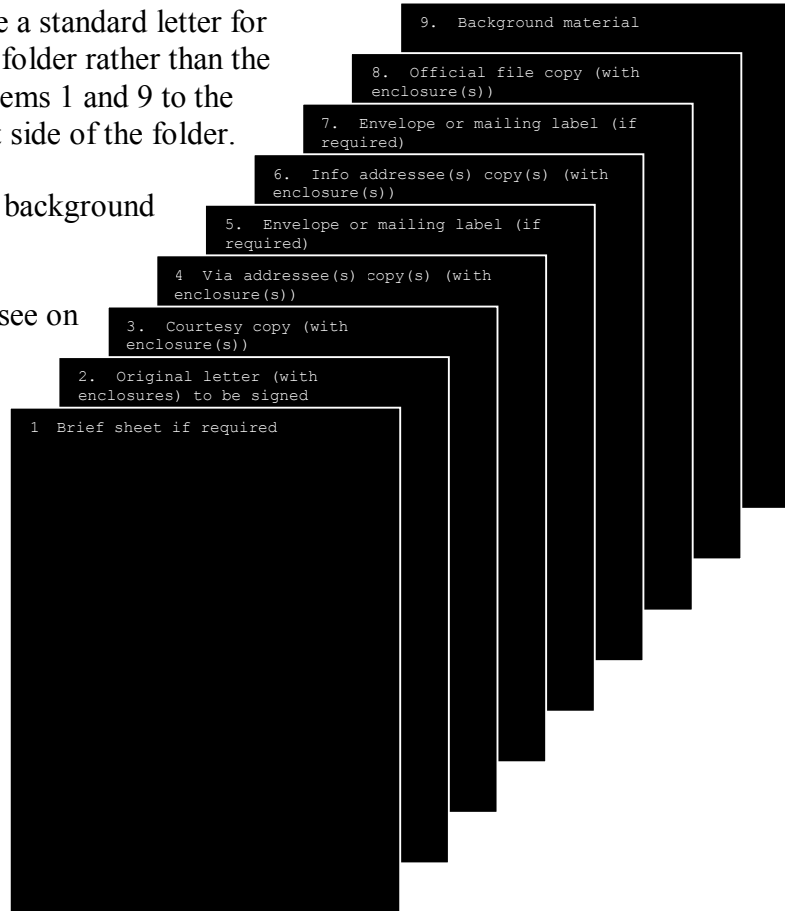 e a standard letter for
folder rather than the
ems 1 and 9 to the
side of the folder.
background
see on
9. Background material
8. Official file copy (with
enclosure(s))
7. Envelope or mailing label (if
required)
6. Info addressee(s) copy(s) (with
enclosure(s))
5. Envelope or mailing label (if
required)
4 Via addressee(s) copy(s) (with
enclosure(s))
3. Courtesy copy (with
enclosure(s))
2. Original letter (with
enclosures) to be signed
1 Brief sheet if required